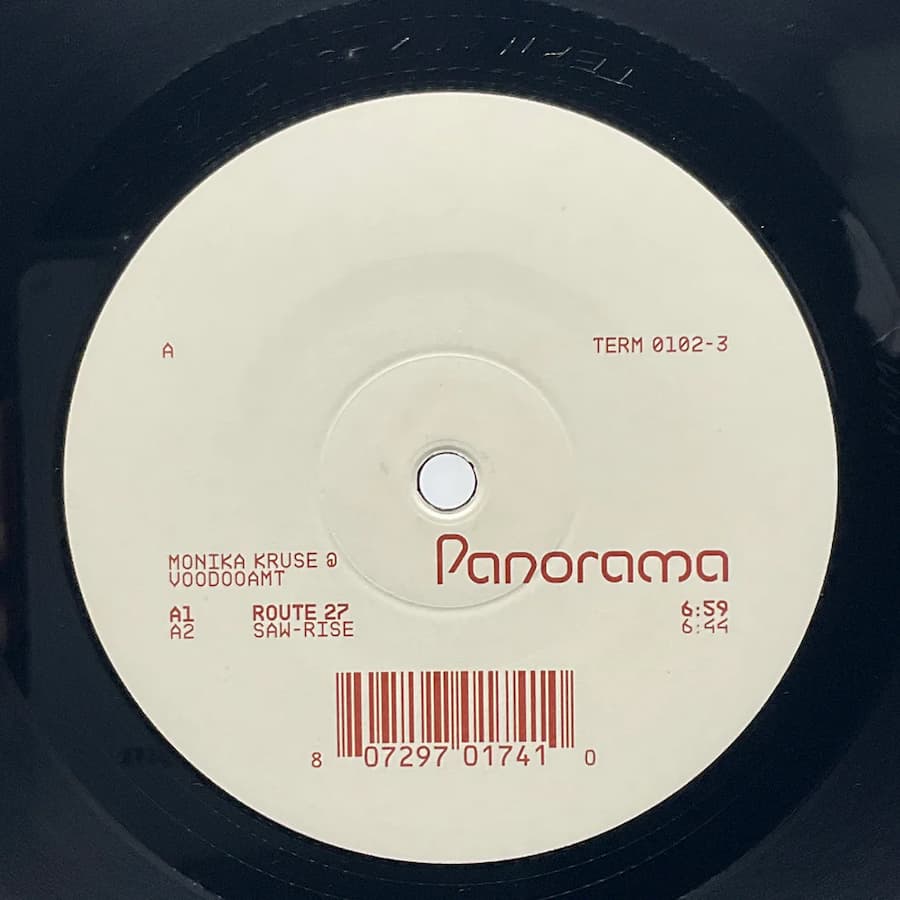 A
TERM 0102-3
MONIKA KRUSE @
VOODOOAMT
Panorama
A1 ROUTE 27 6:59
A2 SAW-RISE 6:44
8 07297 01741 0